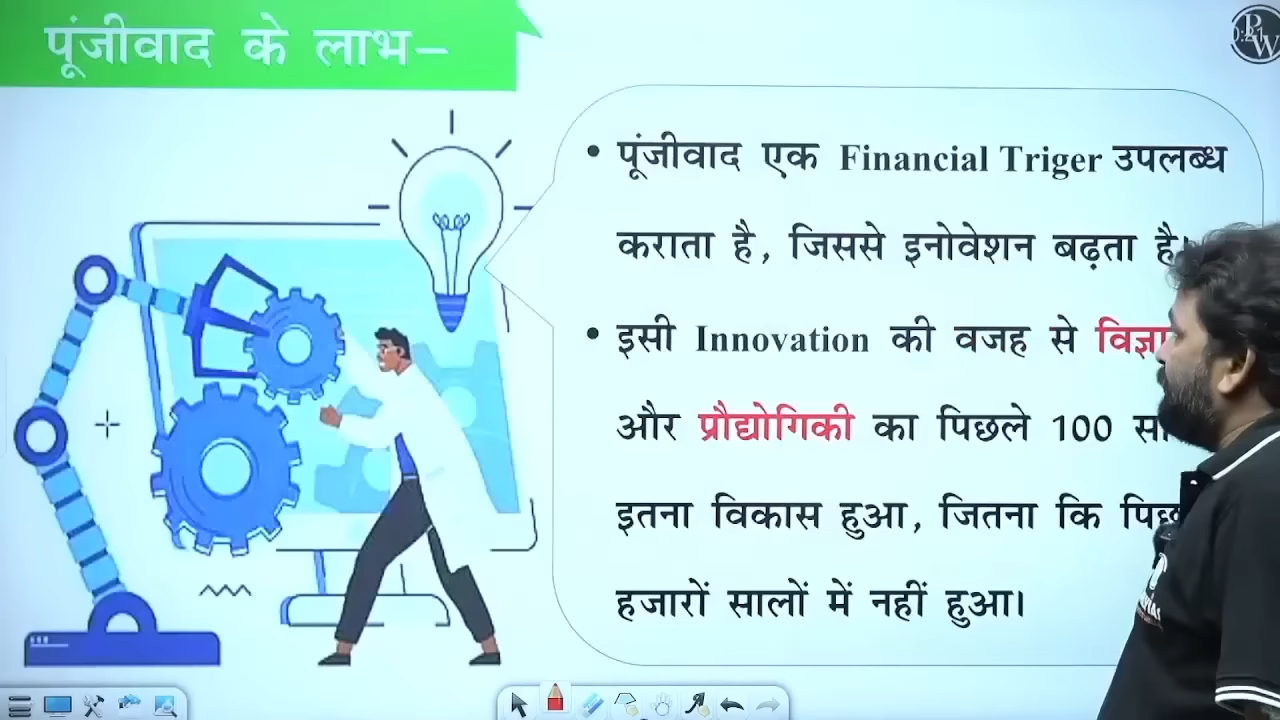 पूंजीवाद के लाभ–
PW
• पूंजीवाद एक Financial Triger उपलब्ध
कराता है, जिससे इनोवेशन बढ़ता है।
• इसी Innovation की वजह से
और प्रौद्योगिकी का पिछले 100
इतना विकास हुआ, जितना कि
हजारों सालों में नहीं हुआ।